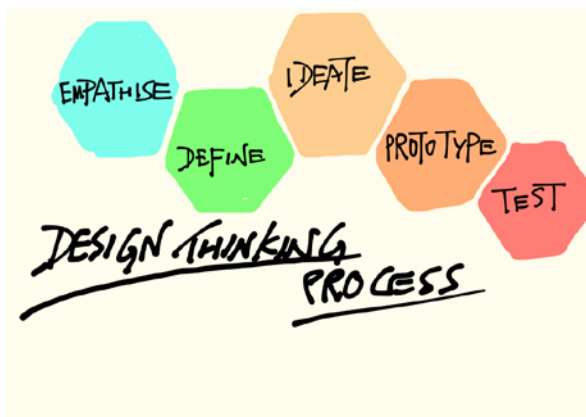 EMPATHISE
DEFINE
IDEATE
PROTOTYPE
TEST
DESIGN THINKING
PROCESS